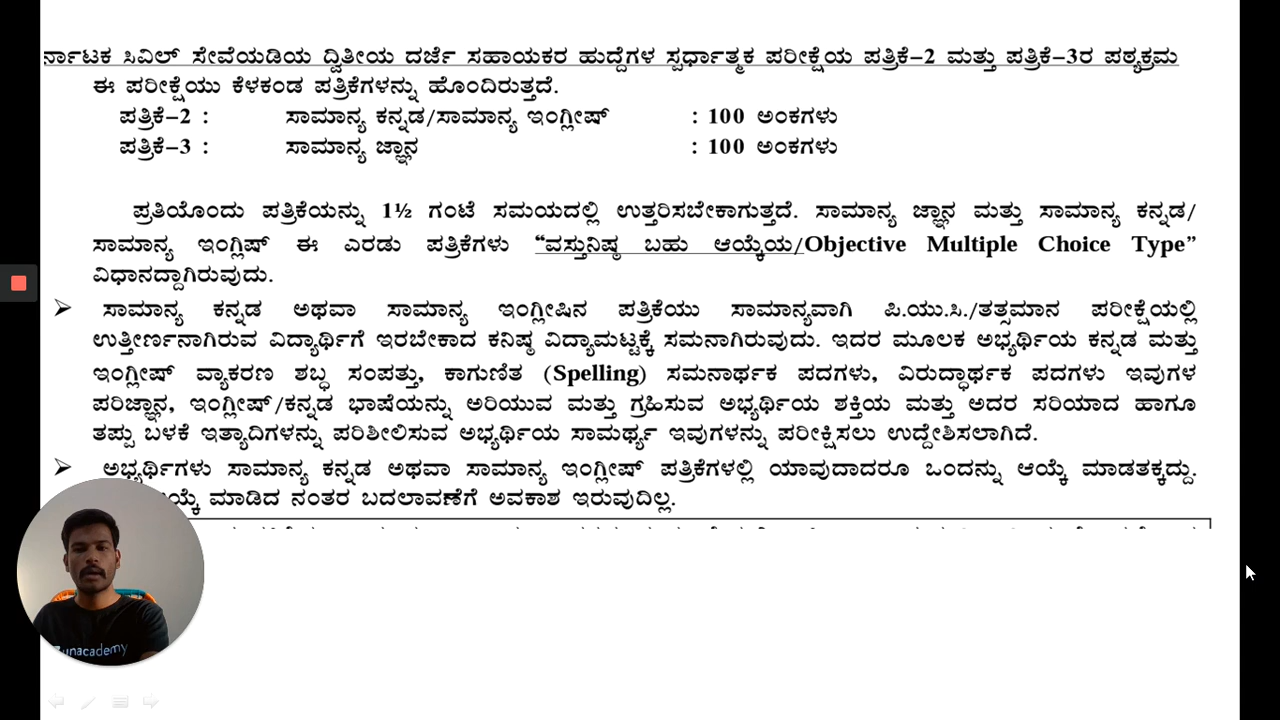 ರ್ನಾಟಕ ಸಿವಿಲ್ ಸೇವೆಯಡಿಯ ದ್ವಿತೀಯ ದರ್ಜೆ ಸಹಾಯಕರ ಹುದ್ದೆಗಳ ಸ್ಪರ್ಧಾತ್ಮಕ ಪರೀಕ್ಷೆಯ ಪತ್ರಿಕೆ-2 ಮತ್ತು ಪತ್ರಿಕೆ-3ರ ಪಠ್ಯಕ್ರಮ
ಈ ಪರೀಕ್ಷೆಯು ಕೆಳಕಂಡ ಪತ್ರಿಕೆಗಳನ್ನು ಹೊಂದಿರುತ್ತದೆ.
ಪತ್ರಿಕೆ-2 : ಸಾಮಾನ್ಯ ಕನ್ನಡ/ಸಾಮಾನ್ಯ ಇಂಗ್ಲೀಷ್ : 100 ಅಂಕಗಳು
ಪತ್ರಿಕೆ-3 : ಸಾಮಾನ್ಯ ಜ್ಞಾನ : 100 ಅಂಕಗಳು
ಪ್ರತಿಯೊಂದು ಪತ್ರಿಕೆಯನ್ನು 1½ ಗಂಟೆ ಸಮಯದಲ್ಲಿ ಉತ್ತರಿಸಬೇಕಾಗುತ್ತದೆ. ಸಾಮಾನ್ಯ ಜ್ಞಾನ ಮತ್ತು ಸಾಮಾನ್ಯ ಕನ್ನಡ/
ಸಾಮಾನ್ಯ ಇಂಗ್ಲಿಷ್ ಈ ಎರಡು ಪತ್ರಿಕೆಗಳು “ವಸ್ತುನಿಷ್ಠ ಬಹು ಆಯ್ಕೆಯ/Objective Multiple Choice Type”
ವಿಧಾನದ್ದಾಗಿರುವುದು.
➢ ಸಾಮಾನ್ಯ ಕನ್ನಡ ಅಥವಾ ಸಾಮಾನ್ಯ ಇಂಗ್ಲೀಷಿನ ಪತ್ರಿಕೆಯು ಸಾಮಾನ್ಯವಾಗಿ ಪಿ.ಯು.ಸಿ./ತತ್ಸಮಾನ ಪರೀಕ್ಷೆಯಲ್ಲಿ
ಉತ್ತೀರ್ಣನಾಗಿರುವ ವಿದ್ಯಾರ್ಥಿಗೆ ಇರಬೇಕಾದ ಕನಿಷ್ಠ ವಿದ್ಯಾಮಟ್ಟಕ್ಕೆ ಸಮನಾಗಿರುವುದು. ಇದರ ಮೂಲಕ ಅಭ್ಯರ್ಥಿಯ ಕನ್ನಡ ಮತ್ತು
ಇಂಗ್ಲೀಷ್ ವ್ಯಾಕರಣ ಶಬ್ಧ ಸಂಪತ್ತು, ಕಾಗುಣಿತ (Spelling) ಸಮನಾರ್ಥಕ ಪದಗಳು, ವಿರುದ್ಧಾರ್ಥಕ ಪದಗಳು ಇವುಗಳ
ಪರಿಜ್ಞಾನ, ಇಂಗ್ಲೀಷ್/ಕನ್ನಡ ಭಾಷೆಯನ್ನು ಅರಿಯುವ ಮತ್ತು ಗ್ರಹಿಸುವ ಅಭ್ಯರ್ಥಿಯ ಶಕ್ತಿಯ ಮತ್ತು ಅದರ ಸರಿಯಾದ ಹಾಗೂ
ತಪ್ಪು ಬಳಕೆ ಇತ್ಯಾದಿಗಳನ್ನು ಪರಿಶೀಲಿಸುವ ಅಭ್ಯರ್ಥಿಯ ಸಾಮರ್ಥ್ಯ ಇವುಗಳನ್ನು ಪರೀಕ್ಷಿಸಲು ಉದ್ದೇಶಿಸಲಾಗಿದೆ.
➢ ಅಭ್ಯರ್ಥಿಗಳು ಸಾಮಾನ್ಯ ಕನ್ನಡ ಅಥವಾ ಸಾಮಾನ್ಯ ಇಂಗ್ಲೀಷ್ ಪತ್ರಿಕೆಗಳಲ್ಲಿ ಯಾವುದಾದರೂ ಒಂದನ್ನು ಆಯ್ಕೆ ಮಾಡತಕ್ಕದ್ದು.
ಯ್ಕೆ ಮಾಡಿದ ನಂತರ ಬದಲಾವಣೆಗೆ ಅವಕಾಶ ಇರುವುದಿಲ್ಲ.
unacademy